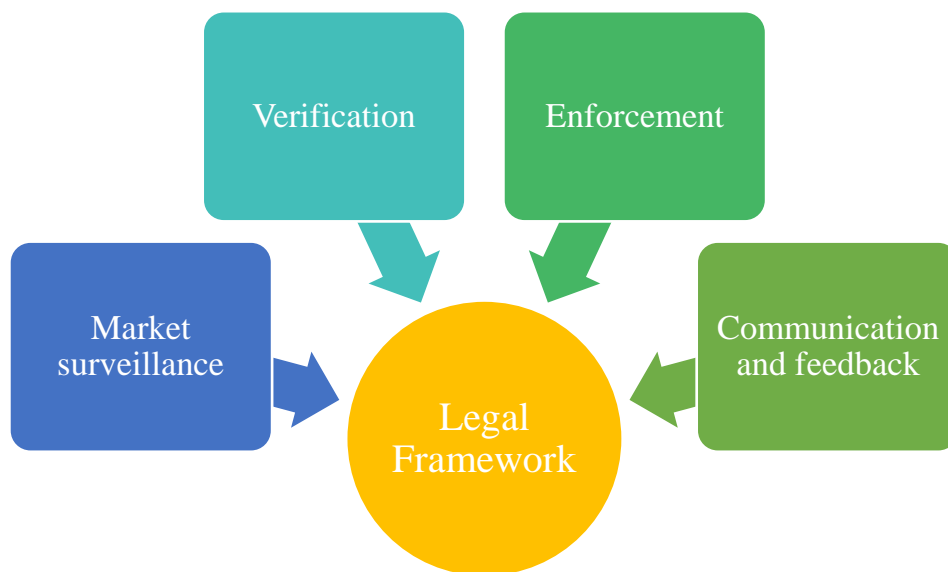 Verification
Enforcement
Market
surveillance
Communication
and feedback
Legal
Framework